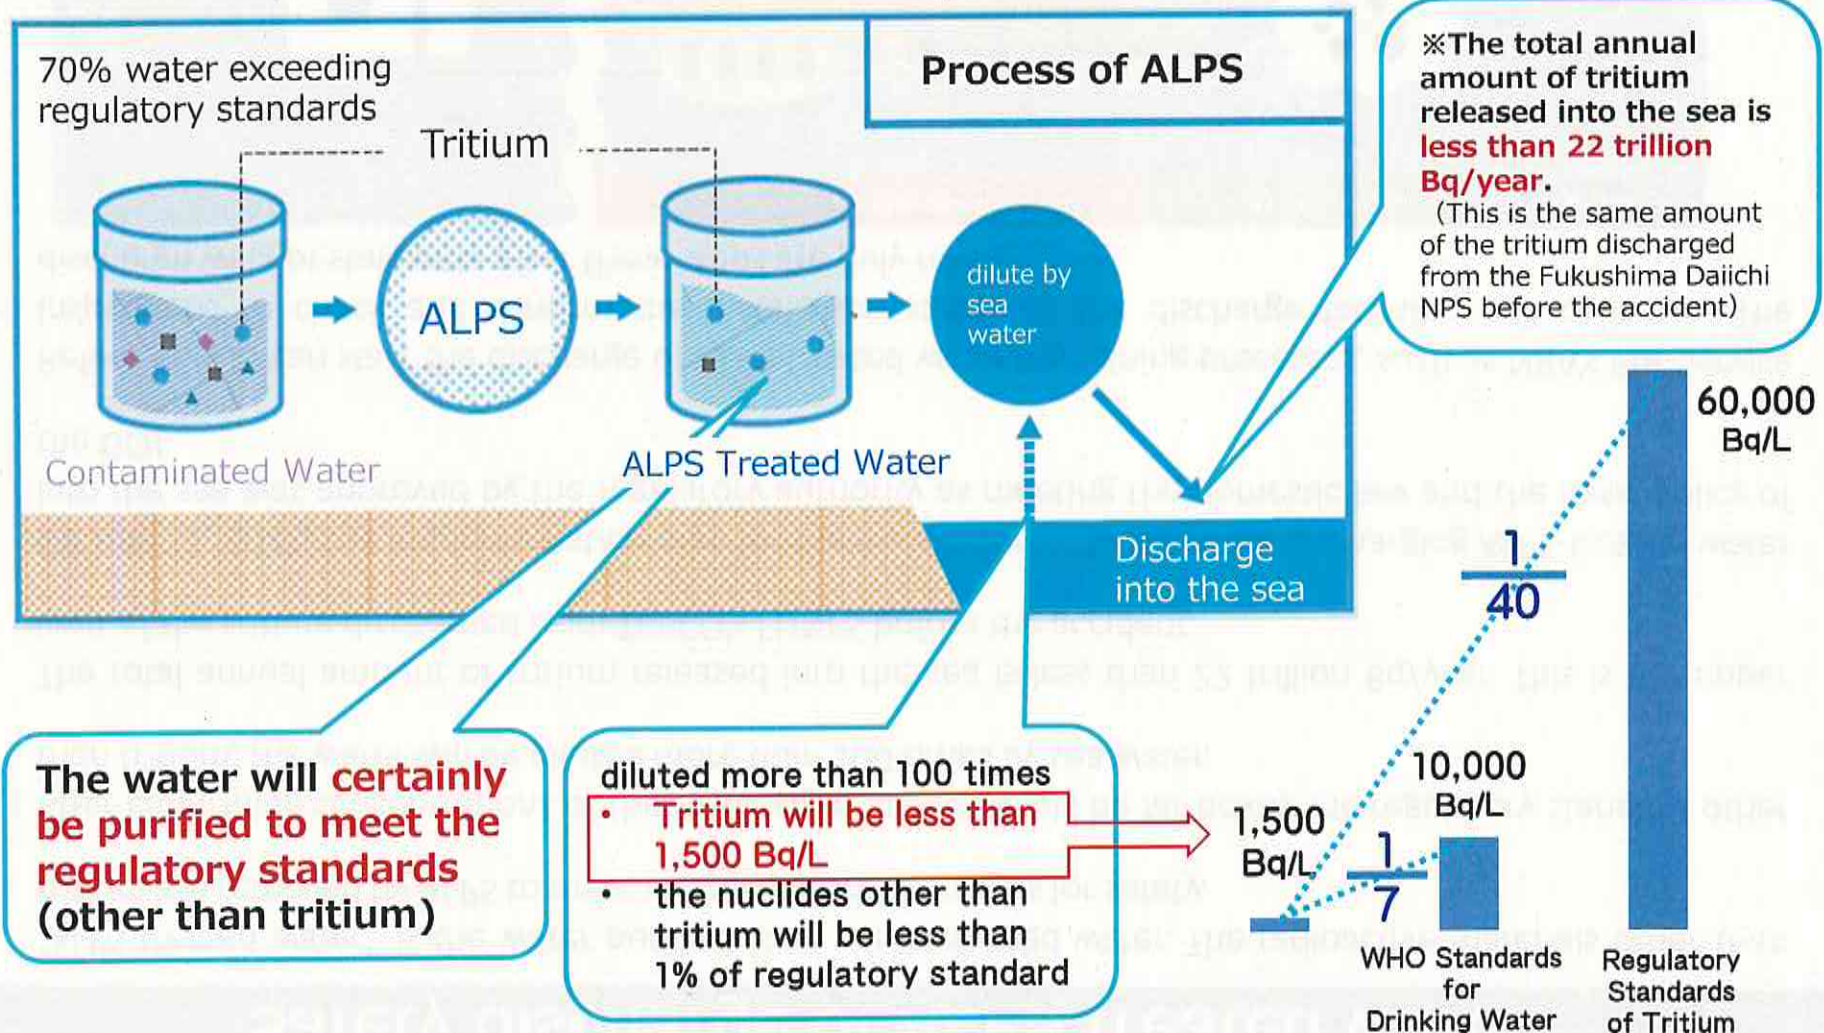 70% water exceeding
regulatory standards
Process of ALPS
Tritium
ALPS
dilute by
sea
water
Contaminated Water
ALPS Treated Water
Discharge
into the sea
※The total annual
amount of tritium
released into the sea is
less than 22 trillion
Bq/year.
(This is the same amount
of the tritium discharged
from the Fukushima Daiichi
NPS before the accident)
The water will certainly
be purified to meet the
regulatory standards
(other than tritium)
diluted more than 100 times
• Tritium will be less than
1,500 Bq/L
• the nuclides other than
tritium will be less than
1% of regulatory standard
1,500
Bq/L
1
7
10,000
Bq/L
1
40
60,000
Bq/L
WHO Standards
for
Drinking Water
Regulatory
Standards
of Tritium